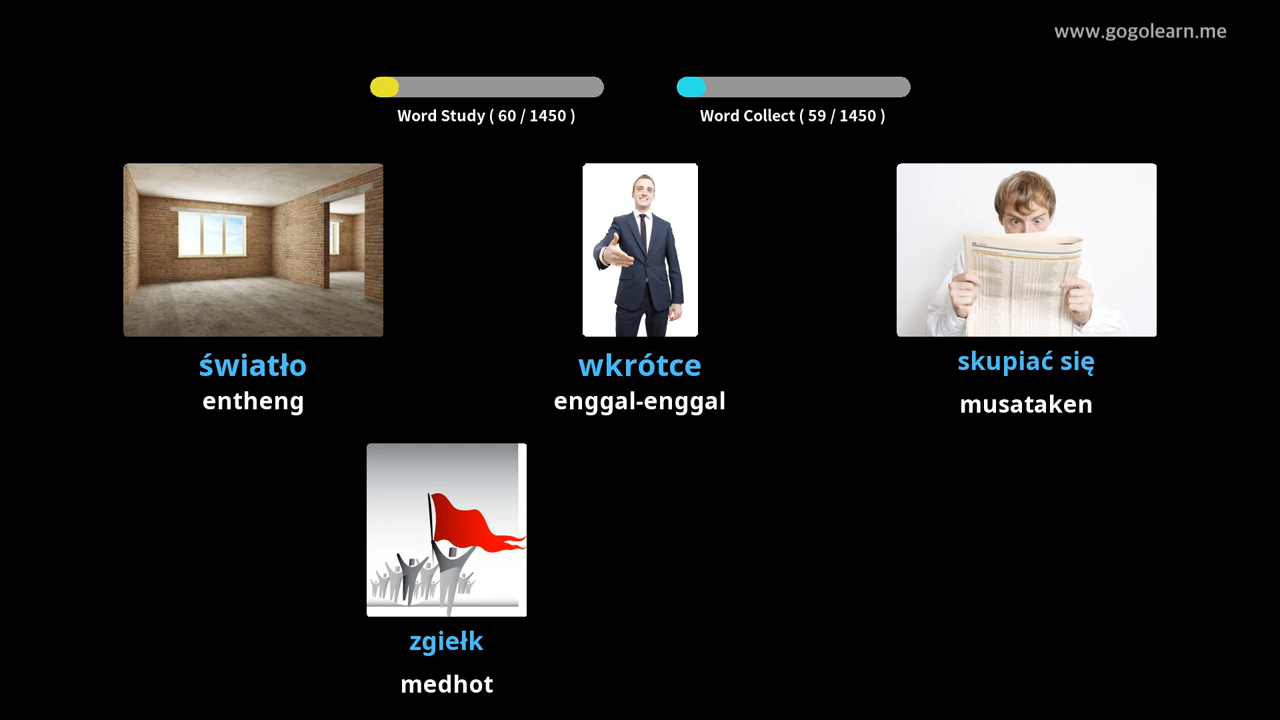 www.gogolearn.me
Word Study ( 60 / 1450 )
Word Collect ( 59 / 1450 )
światło
entheng
wkrótce
enggal-enggal
skupiać się
musataken
zgiełk
medhot